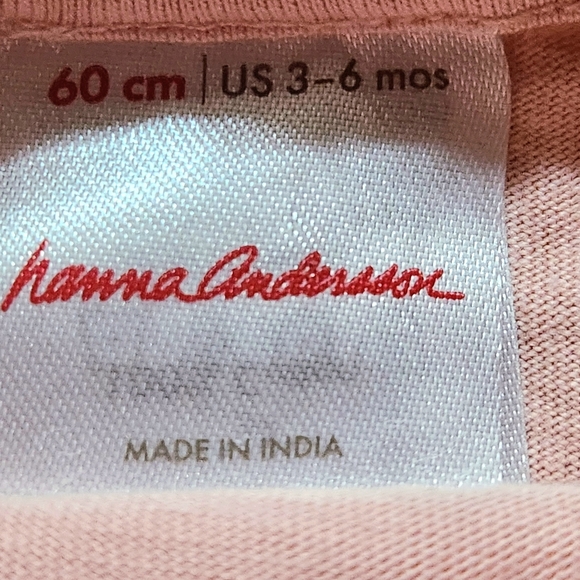 60 cm | US 3-6 mos
hanna andersson
MADE IN INDIA